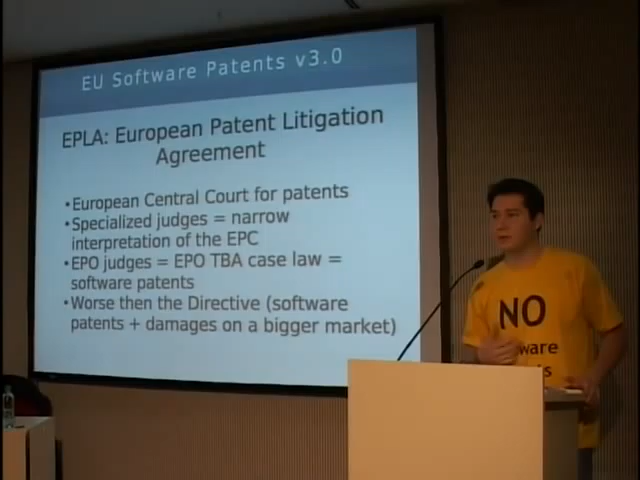 EU Software Patents v3.0
EPLA: European Patent Litigation
Agreement
•European Central Court for patents
•Specialized judges = narrow
interpretation of the EPC
•EPO judges = EPO TBA case law =
software patents
•Worse then the Directive (software
patents + damages on a bigger market)
NO
ware
s